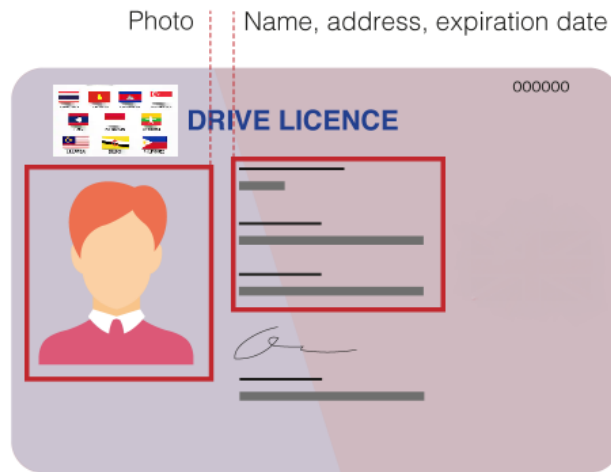 Photo
Name, address, expiration date
000000
DRIVE LICENCE